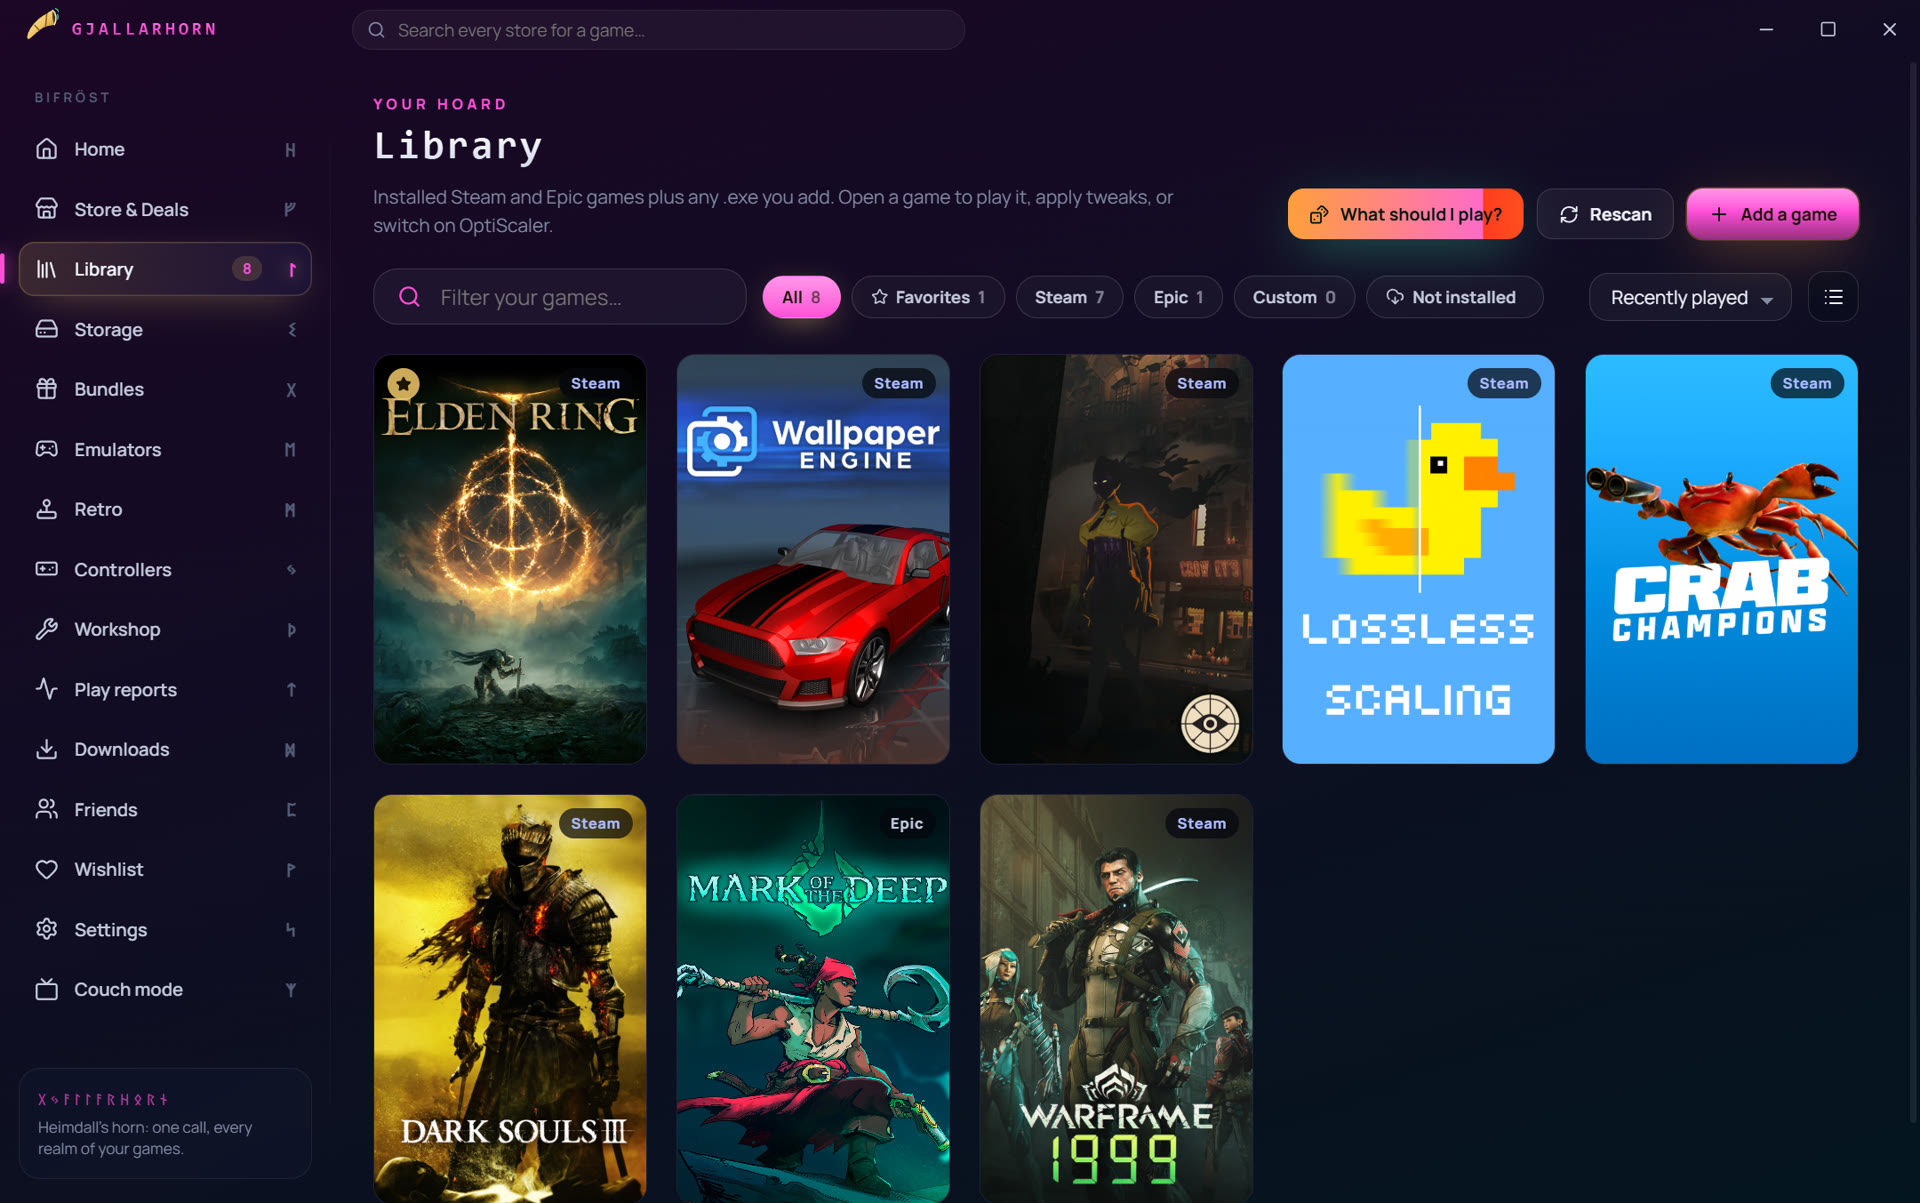 GJALLARHORN
Search every store for a game...
BIFRÖST
Home ᚺ
Store & Deals ᚠ
Library 8 ᛚ
Storage
Bundles ᚷ
Emulators ᛖ
Retro ᛗ
Controllers ᛃ
Workshop ᚦ
Play reports ᛏ
Downloads ᛞ
Friends ᛈ
Wishlist ᚹ
Settings ᛋ
Couch mode ᛉ
ᚷᛃᚨᛚᛚᚨᚱᚺᛟᚱᚾ
Heimdall's horn: one call, every
realm of your games.
YOUR HOARD
Library
Installed Steam and Epic games plus any .exe you add. Open a game to play it, apply tweaks, or
switch on OptiScaler.
What should I play?
Rescan
Add a game
Filter your games...
All 8
Favorites 1
Steam 7
Epic 1
Custom 0
Not installed
Recently played
Steam
ELDEN RING
Steam
Wallpaper
ENGINE
Steam
Steam
LOSSLESS
SCALING
Steam
CRAB
CHAMPIONS
Steam
DARK SOULS III
Epic
MARK OF THE DEEP
Steam
WARFRAME
1999